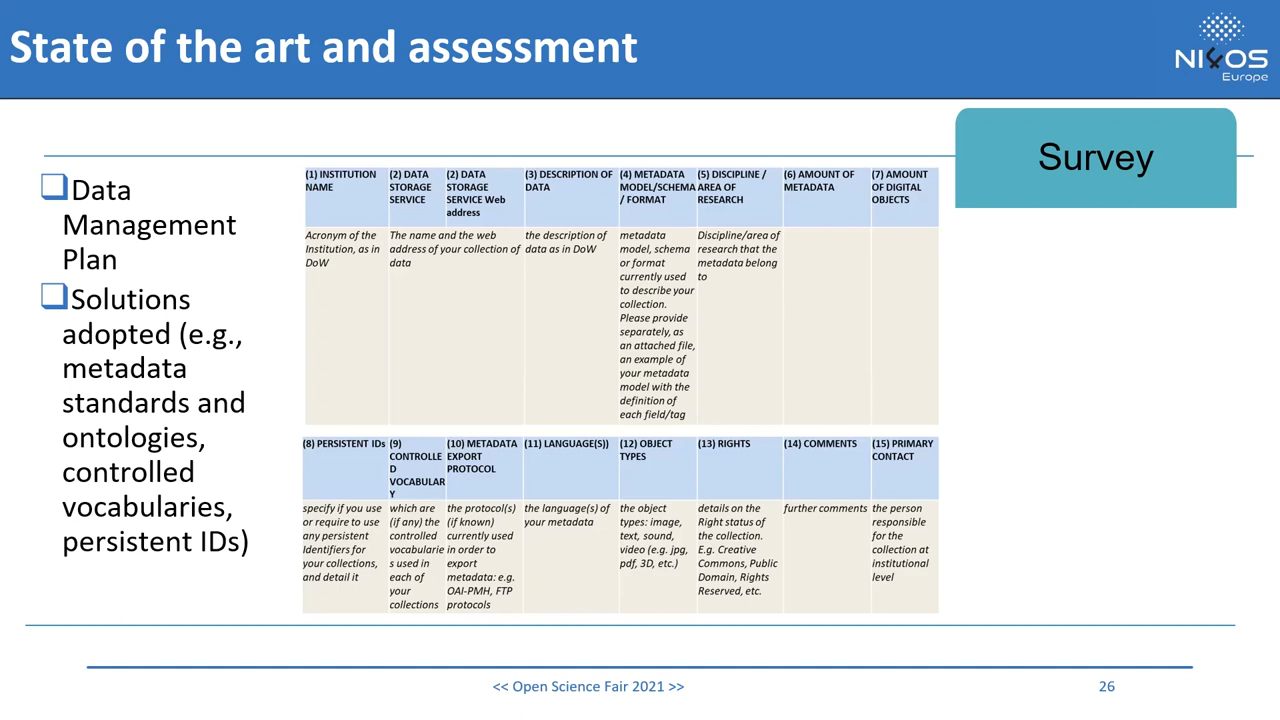 State of the art and assessment
NI4OS
Europe
Survey
❑Data
Management
Plan
❑Solutions
adopted (e.g.,
metadata
standards and
ontologies,
controlled
vocabularies,
persistent IDs)
(1) INSTITUTION
NAME
(2) DATA
STORAGE
SERVICE
(2) DATA
STORAGE
SERVICE Web
address
(3) DESCRIPTION OF
DATA
(4) METADATA
MODEL/SCHEMA
/ FORMAT
(5) DISCIPLINE /
AREA OF
RESEARCH
(6) AMOUNT OF
METADATA
(7) AMOUNT
OF DIGITAL
OBJECTS
Acronym of the
Institution, as in
DoW
The name and the web
address of your collection of
data
the description of
data as in DoW
metadata
model, schema
or format
currently used
to describe your
collection.
Please provide
separately, as
an attached file,
an example of
your metadata
model with the
definition of
each field/tag
Discipline/area of
research that the
metadata belong
to
(8) PERSISTENT IDs
(9)
CONTROLLE
D
VOCABULAR
Y
(10) METADATA
EXPORT
PROTOCOL
(11) LANGUAGE(S))
(12) OBJECT
TYPES
(13) RIGHTS
(14) COMMENTS
(15) PRIMARY
CONTACT
specify if you use
or require to use
any persistent
Identifiers for
your collections,
and detail it
which are
(if any) the
controlled
vocabularie
s used in
each of
your
collections
the protocol(s)
(if known)
currently used
in order to
export
metadata: e.g.
OAI-PMH, FTP
protocols
the language(s) of
your metadata
the object
types: image,
text, sound,
video (e.g. jpg,
pdf, 3D, etc.)
details on the
Right status of
the collection.
E.g. Creative
Commons, Public
Domain, Rights
Reserved, etc.
further comments
the person
responsible
for the
collection at
institutional
level
<< Open Science Fair 2021 >>
26